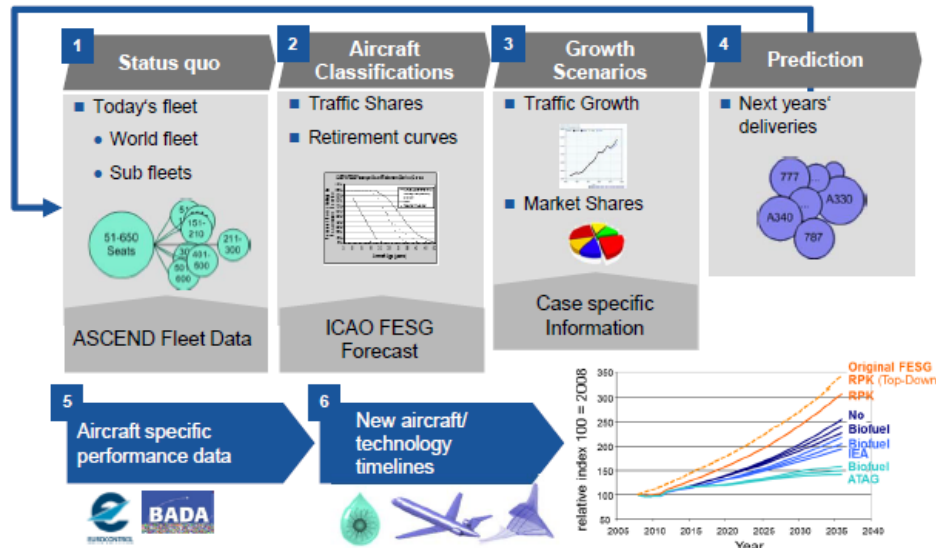 1
Status quo
2
Aircraft
Classifications
3
Growth
Scenarios
4
Prediction
■ Today's fleet
● World fleet
● Sub fleets
51-650
Seats
151-
210
211-
300
401-
600
501-
600
■ Traffic Shares
■ Retirement curves
■ Traffic Growth
■ Market Shares
■ Next years'
deliveries
777
...
A330
...
A340
787
ASCEND Fleet Data
ICAO FESG
Forecast
Case specific
Information
5
Aircraft specific
performance data
6
New aircraft/
technology
timelines
EUROCONTROL
BADA
relative index 100 = 2008
350
300
250
200
150
100
50
2005
2010
2015
2020
2025
2030
2035
2040
Year
Original FESG
RPK (Top-Down
RPK
No
Biofuel
Biofuel
IEA
Biofuel
ATAG